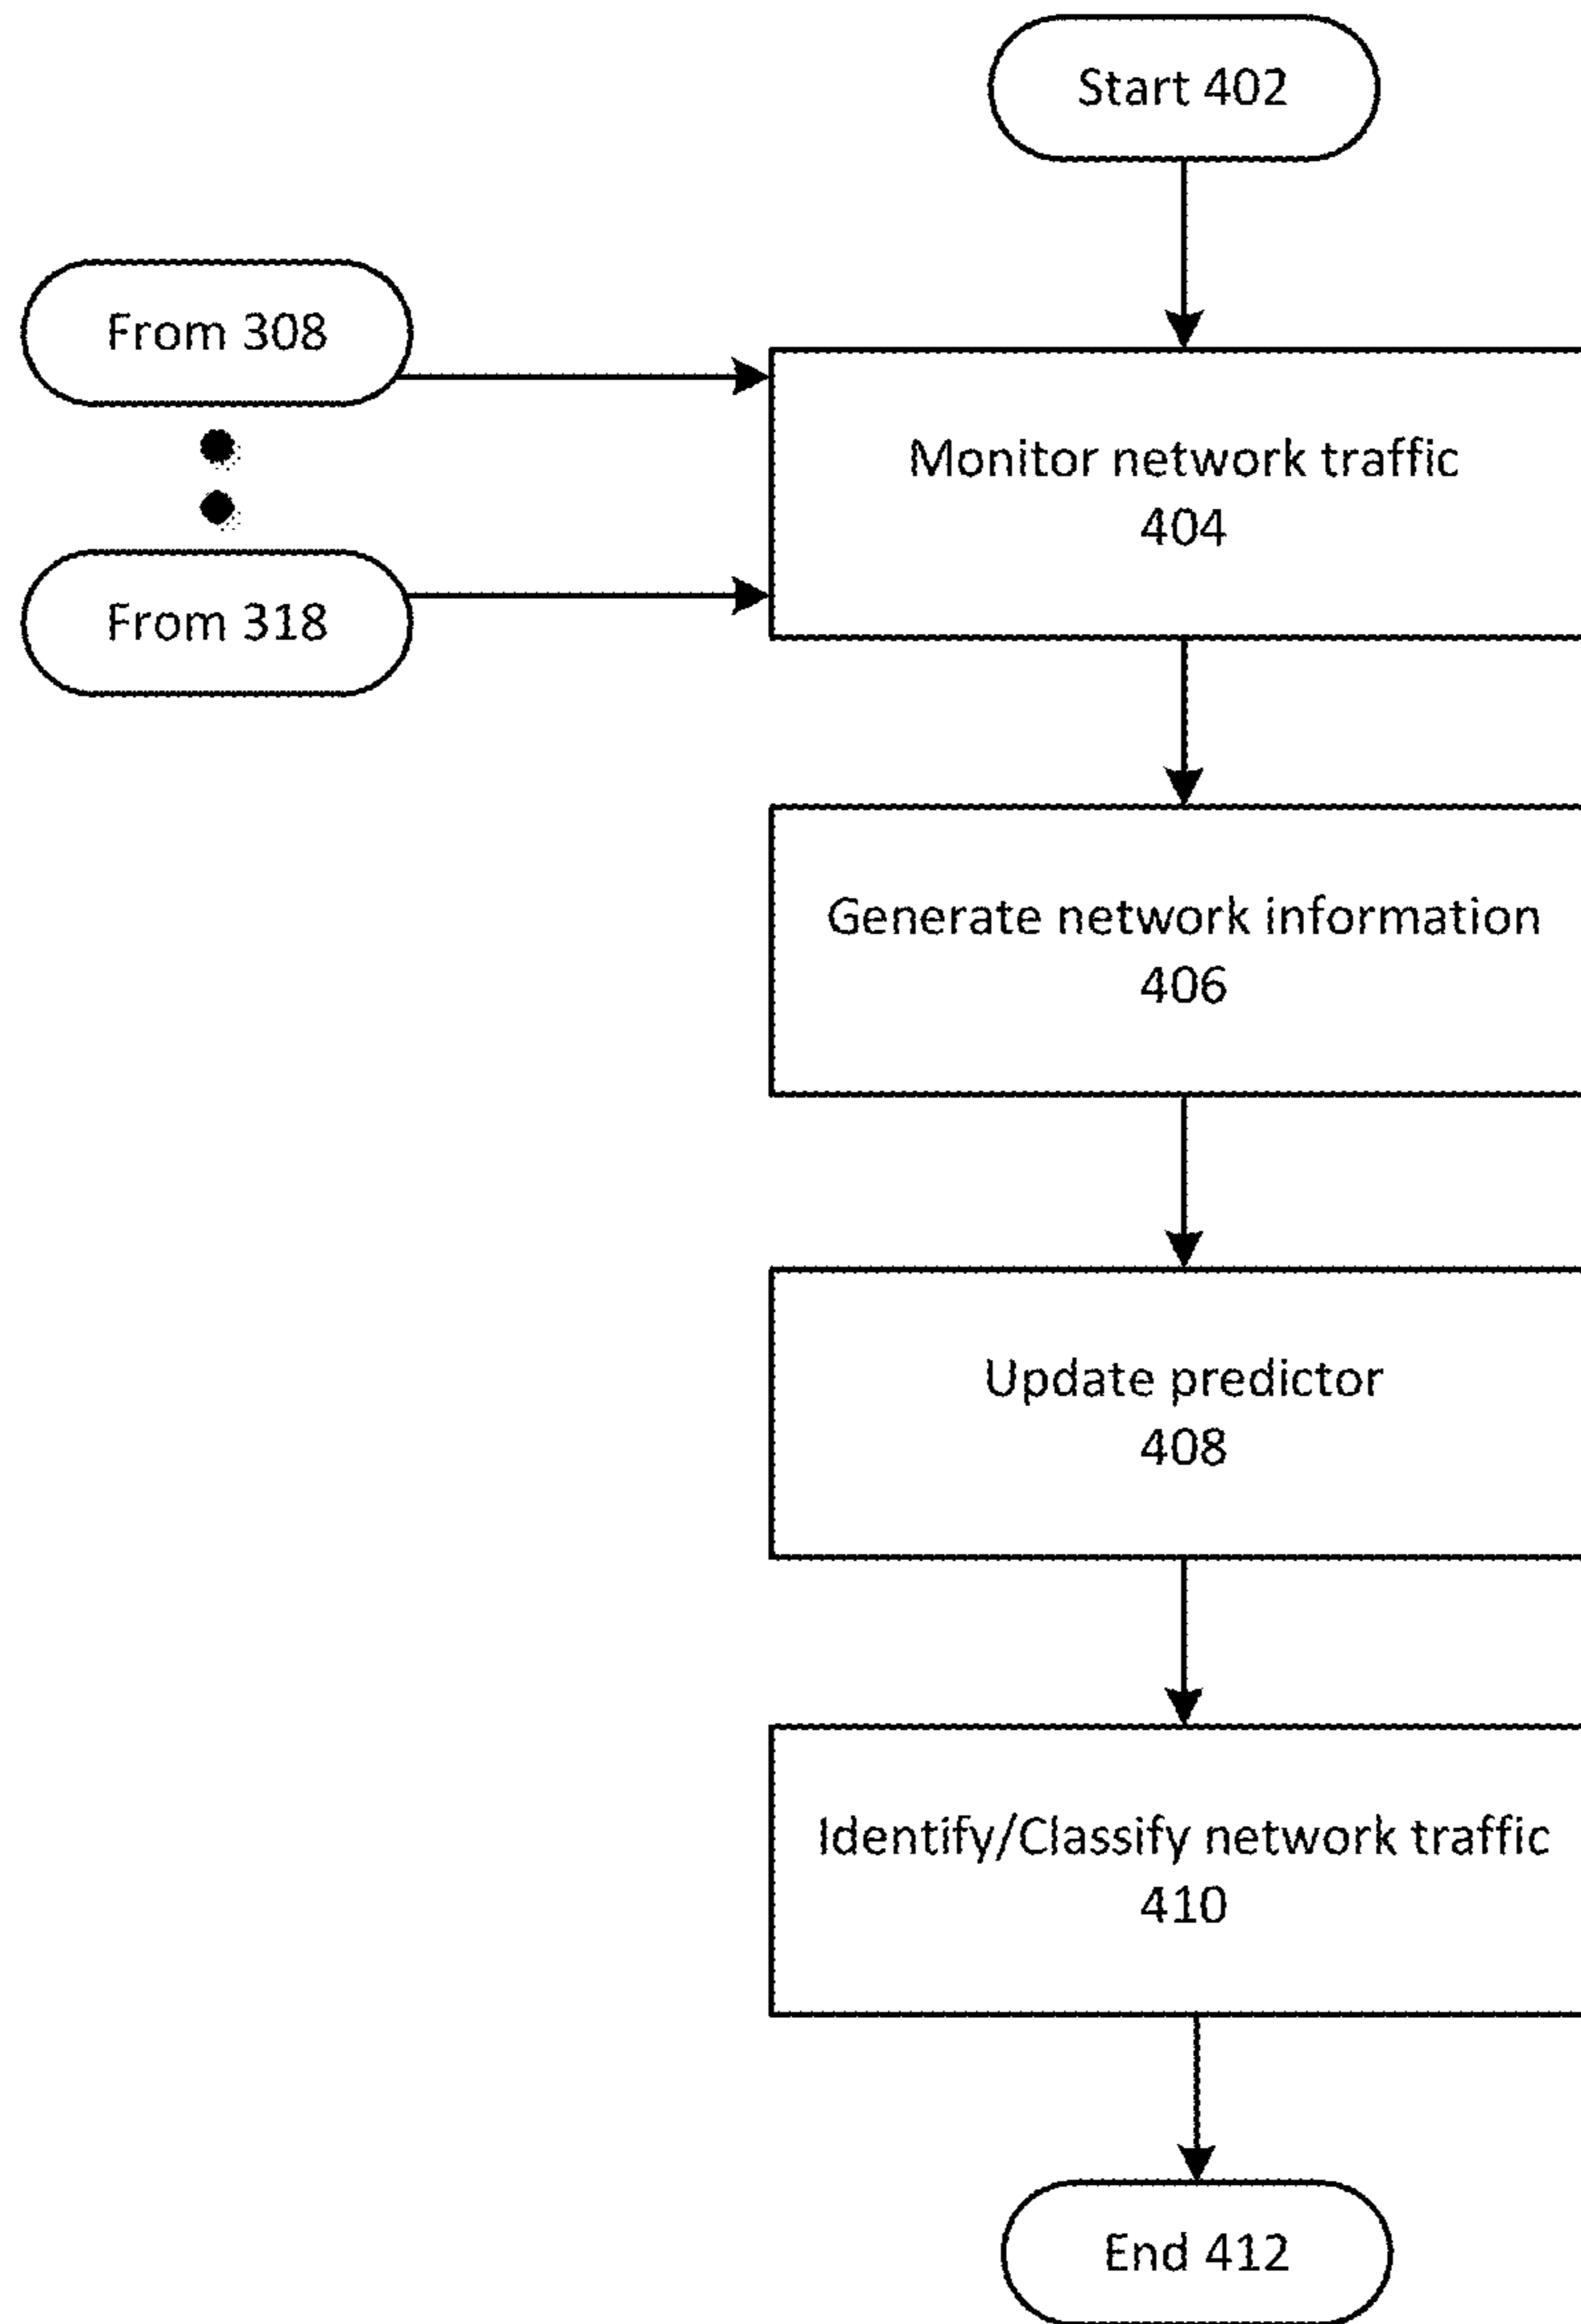 Start 402
From 308
Monitor network traffic
404
From 318
Generate network information
406
Update predictor
408
Identify/Classify network traffic
410
End 412